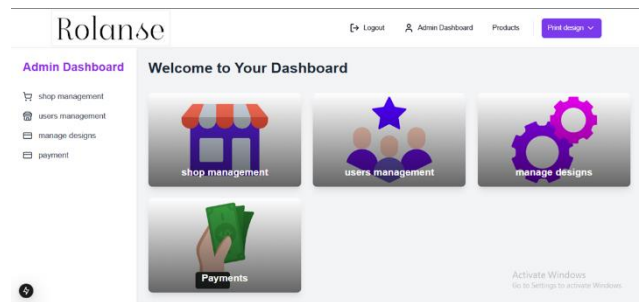 Rolanse
Logout
Admin Dashboard
Products
Print design
Admin Dashboard
shop management
users management
manage designs
payment
Welcome to Your Dashboard
shop management
users management
manage designs
Payments
Activate Windows
Go to Settings to activate Windows.